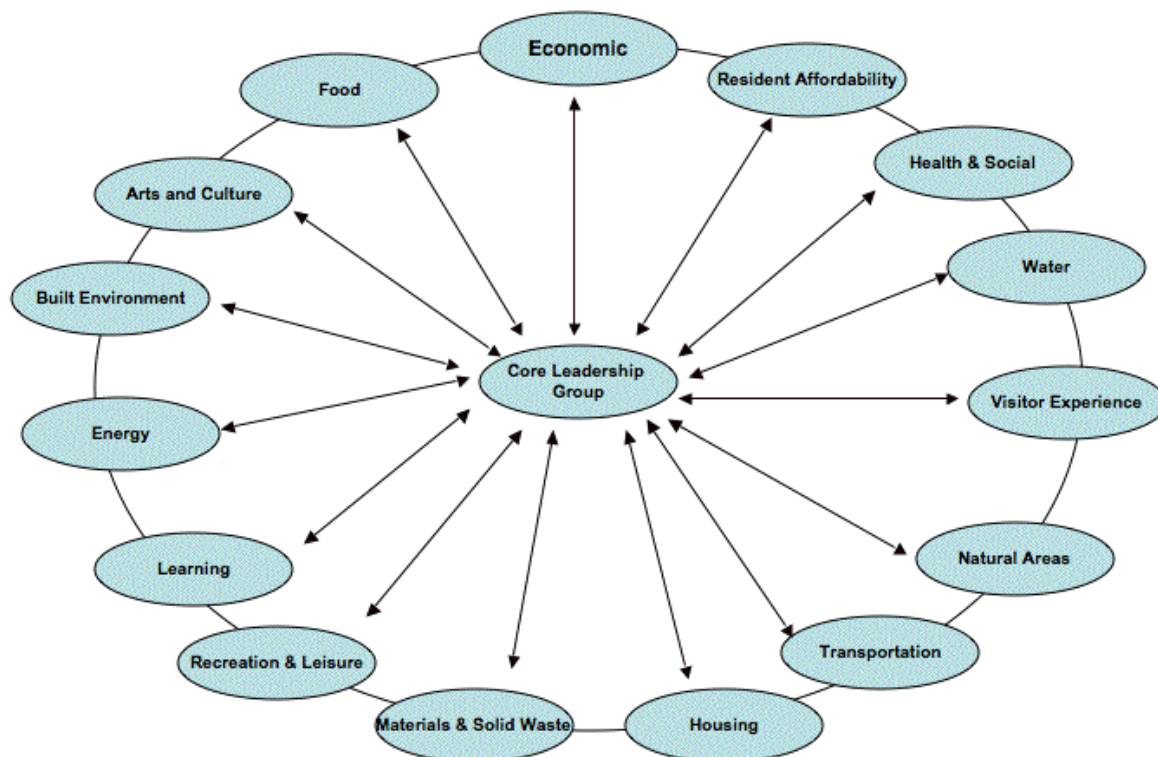 Economic
Resident Affordability
Food
Health & Social
Arts and Culture
Water
Built Environment
Core Leadership
Group
Visitor Experience
Energy
Natural Areas
Learning
Transportation
Recreation & Leisure
Materials & Solid Waste
Housing